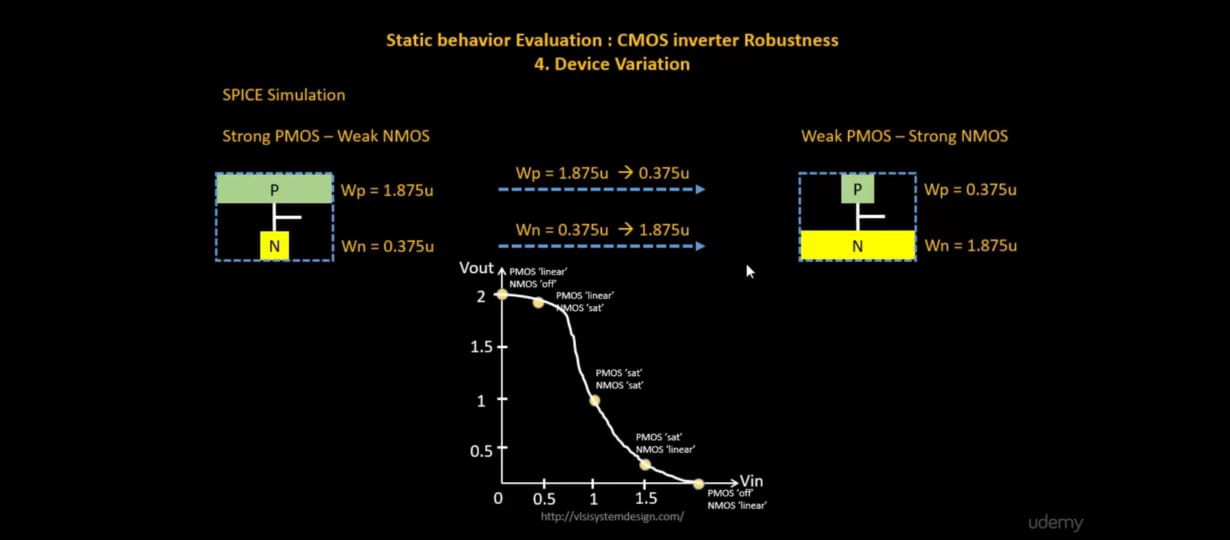 Static behavior Evaluation : CMOS inverter Robustness
4. Device Variation
SPICE Simulation
Strong PMOS – Weak NMOS
Weak PMOS – Strong NMOS
P
Wp = 1.875u
N
Wn = 0.375u
Wp = 1.875u → 0.375u
Wn = 0.375u → 1.875u
P
Wp = 0.375u
N
Wn = 1.875u
Vout
PMOS ‘linear’
NMOS ‘off’
PMOS ‘linear’
NMOS ‘sat’
2
1.5
PMOS ‘sat’
NMOS ‘sat’
1
PMOS ‘sat’
NMOS ‘linear’
0.5
Vin
PMOS ‘off’
NMOS ‘linear’
0 0.5 1 1.5
http://vlsisystemdesign.com/
udemy